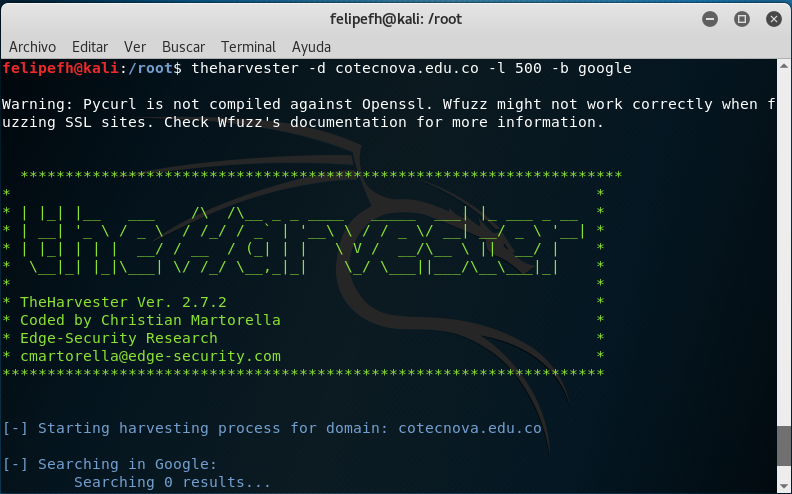 felipefh@kali: /root
Archivo Editar Ver Buscar Terminal Ayuda
felipefh@kali:/root$ theharvester -d cotecnova.edu.co -l 500 -b google
Warning: Pycurl is not compiled against Openssl. Wfuzz might not work correctly when f
uzzing SSL sites. Check Wfuzz's documentation for more information.
*******************************************************************
*                                                                 *
* | |_| |__   ___    /\  /\__ _ _ ____   _____  ___| |_ ___ _ __  *
* | __| '_ \ / _ \  / /_/ / _` | '__\ \ / / _ \/ __| __/ _ \ '__| *
* | |_| | | |  __/ / __  / (_| | |   \ V /  __/\__ \ ||  __/ |    *
*  \__|_| |_|\___| \/ /_/ \__,_|_|    \_/ \___||___/\__\___|_|    *
*                                                                 *
* TheHarvester Ver. 2.7.2                                         *
* Coded by Christian Martorella                                   *
* Edge-Security Research                                          *
* cmartorella@edge-security.com                                   *
*******************************************************************
[-] Starting harvesting process for domain: cotecnova.edu.co
[-] Searching in Google:
        Searching 0 results...